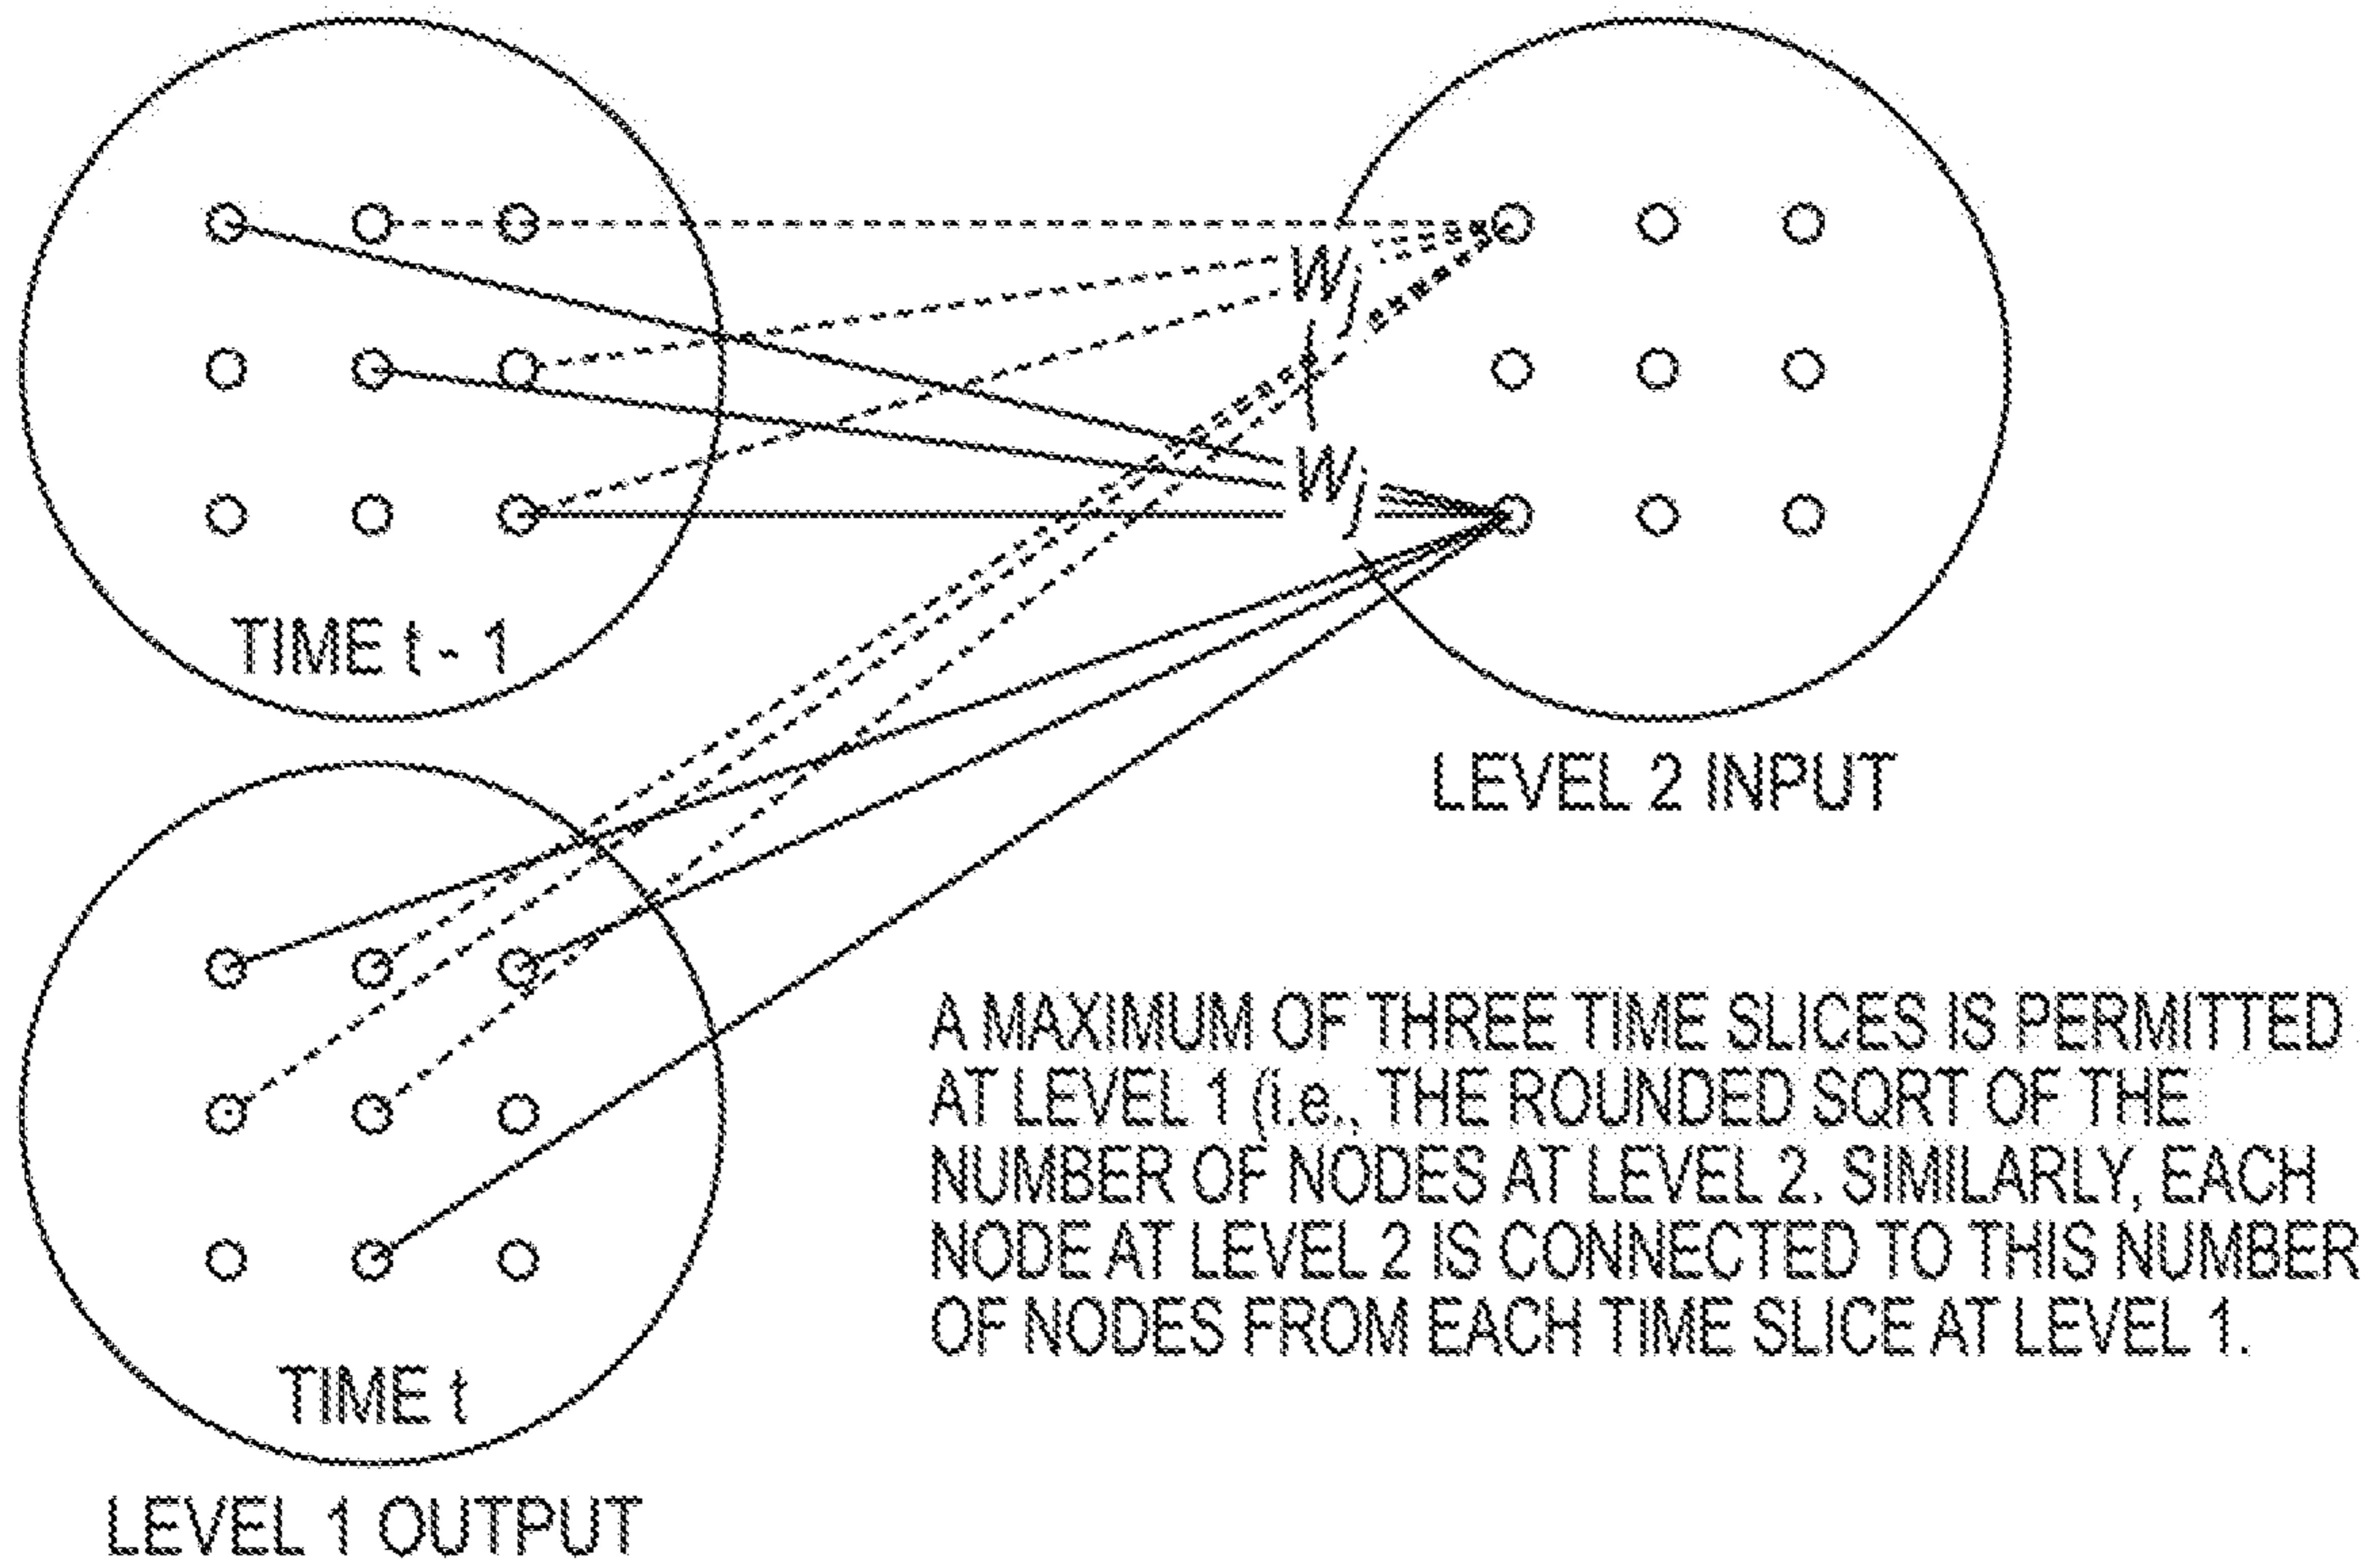 Wj
Wj
TIME t - 1
LEVEL 2 INPUT
A MAXIMUM OF THREE TIME SLICES IS PERMITTED
AT LEVEL 1 (i.e., THE ROUNDED SQRT OF THE
NUMBER OF NODES AT LEVEL 2. SIMILARLY, EACH
NODE AT LEVEL 2 IS CONNECTED TO THIS NUMBER
OF NODES FROM EACH TIME SLICE AT LEVEL 1.
TIME t
LEVEL 1 OUTPUT